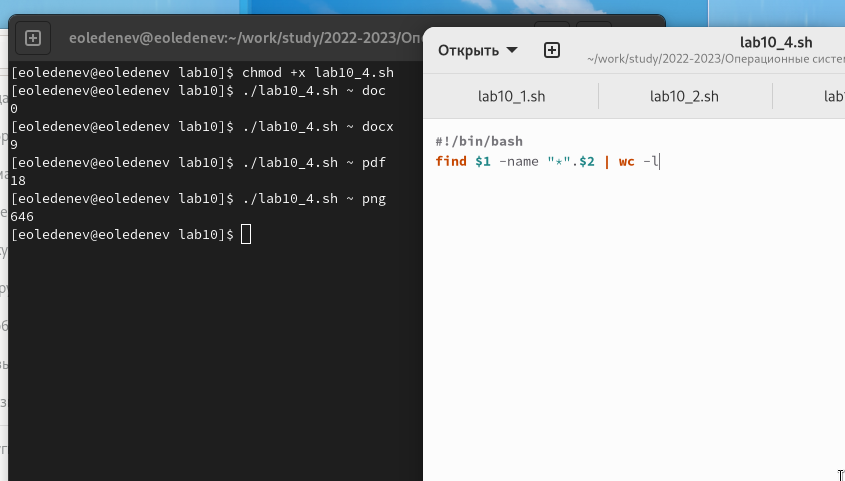 eoledenev@eoledenev:~/work/study/2022-2023/Оп
[eoledenev@eoledenev lab10]$ chmod +x lab10_4.sh
[eoledenev@eoledenev lab10]$ ./lab10_4.sh ~ doc
0
[eoledenev@eoledenev lab10]$ ./lab10_4.sh ~ docx
9
[eoledenev@eoledenev lab10]$ ./lab10_4.sh ~ pdf
18
[eoledenev@eoledenev lab10]$ ./lab10_4.sh ~ png
646
[eoledenev@eoledenev lab10]$
Открыть
lab10_4.sh
~/work/study/2022-2023/Операционные систе
lab10_1.sh
lab10_2.sh
lab
#!/bin/bash
find $1 -name "*".$2 | wc -l